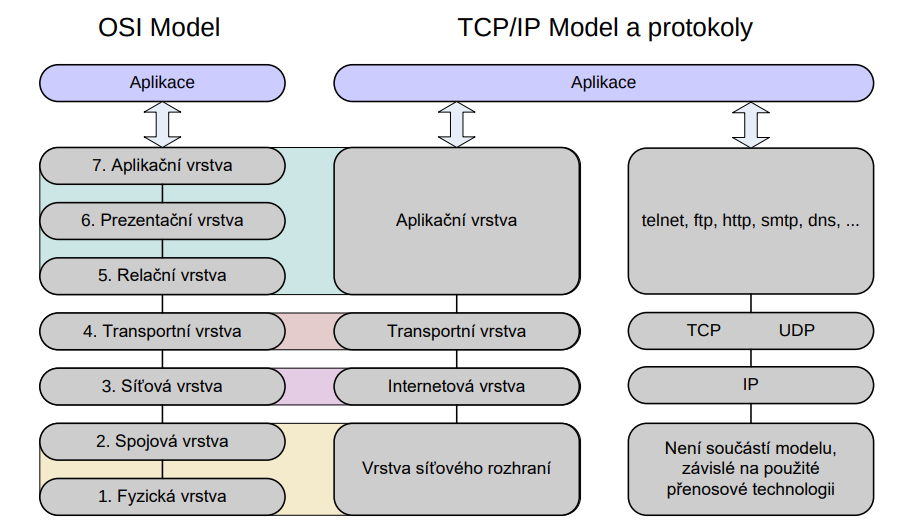 OSI Model
TCP/IP Model a protokoly
Aplikace
Aplikace
7. Aplikační vrstva
6. Prezentační vrstva
5. Relační vrstva
4. Transportní vrstva
3. Síťová vrstva
2. Spojová vrstva
1. Fyzická vrstva
Aplikační vrstva
Transportní vrstva
Internetová vrstva
Vrstva síťového rozhraní
telnet, ftp, http, smtp, dns, ...
TCP UDP
IP
Není součástí modelu,
závislé na použité
přenosové technologii